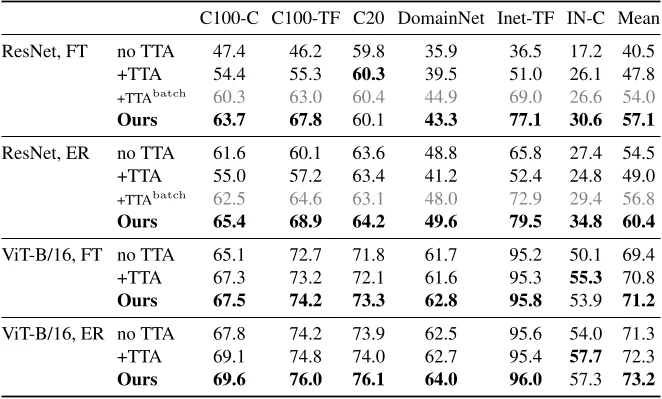 C100-C C100-TF C20 DomainNet Inet-TF IN-C Mean
ResNet, FT no TTA 47.4 46.2 59.8 35.9 36.5 17.2 40.5
+TTA 54.4 55.3 60.3 39.5 51.0 26.1 47.8
+TTAbatch 60.3 63.0 60.4 44.9 69.0 26.6 54.0
Ours 63.7 67.8 60.1 43.3 77.1 30.6 57.1
ResNet, ER no TTA 61.6 60.1 63.6 48.8 65.8 27.4 54.5
+TTA 55.0 57.2 63.4 41.2 52.4 24.8 49.0
+TTAbatch 62.5 64.6 63.1 48.0 72.9 29.4 56.8
Ours 65.4 68.9 64.2 49.6 79.5 34.8 60.4
ViT-B/16, FT no TTA 65.1 72.7 71.8 61.7 95.2 50.1 69.4
+TTA 67.3 73.2 72.1 61.6 95.3 55.3 70.8
Ours 67.5 74.2 73.3 62.8 95.8 53.9 71.2
ViT-B/16, ER no TTA 67.8 74.2 73.9 62.5 95.6 54.0 71.3
+TTA 69.1 74.8 74.0 62.7 95.4 57.7 72.3
Ours 69.6 76.0 76.1 64.0 96.0 57.3 73.2